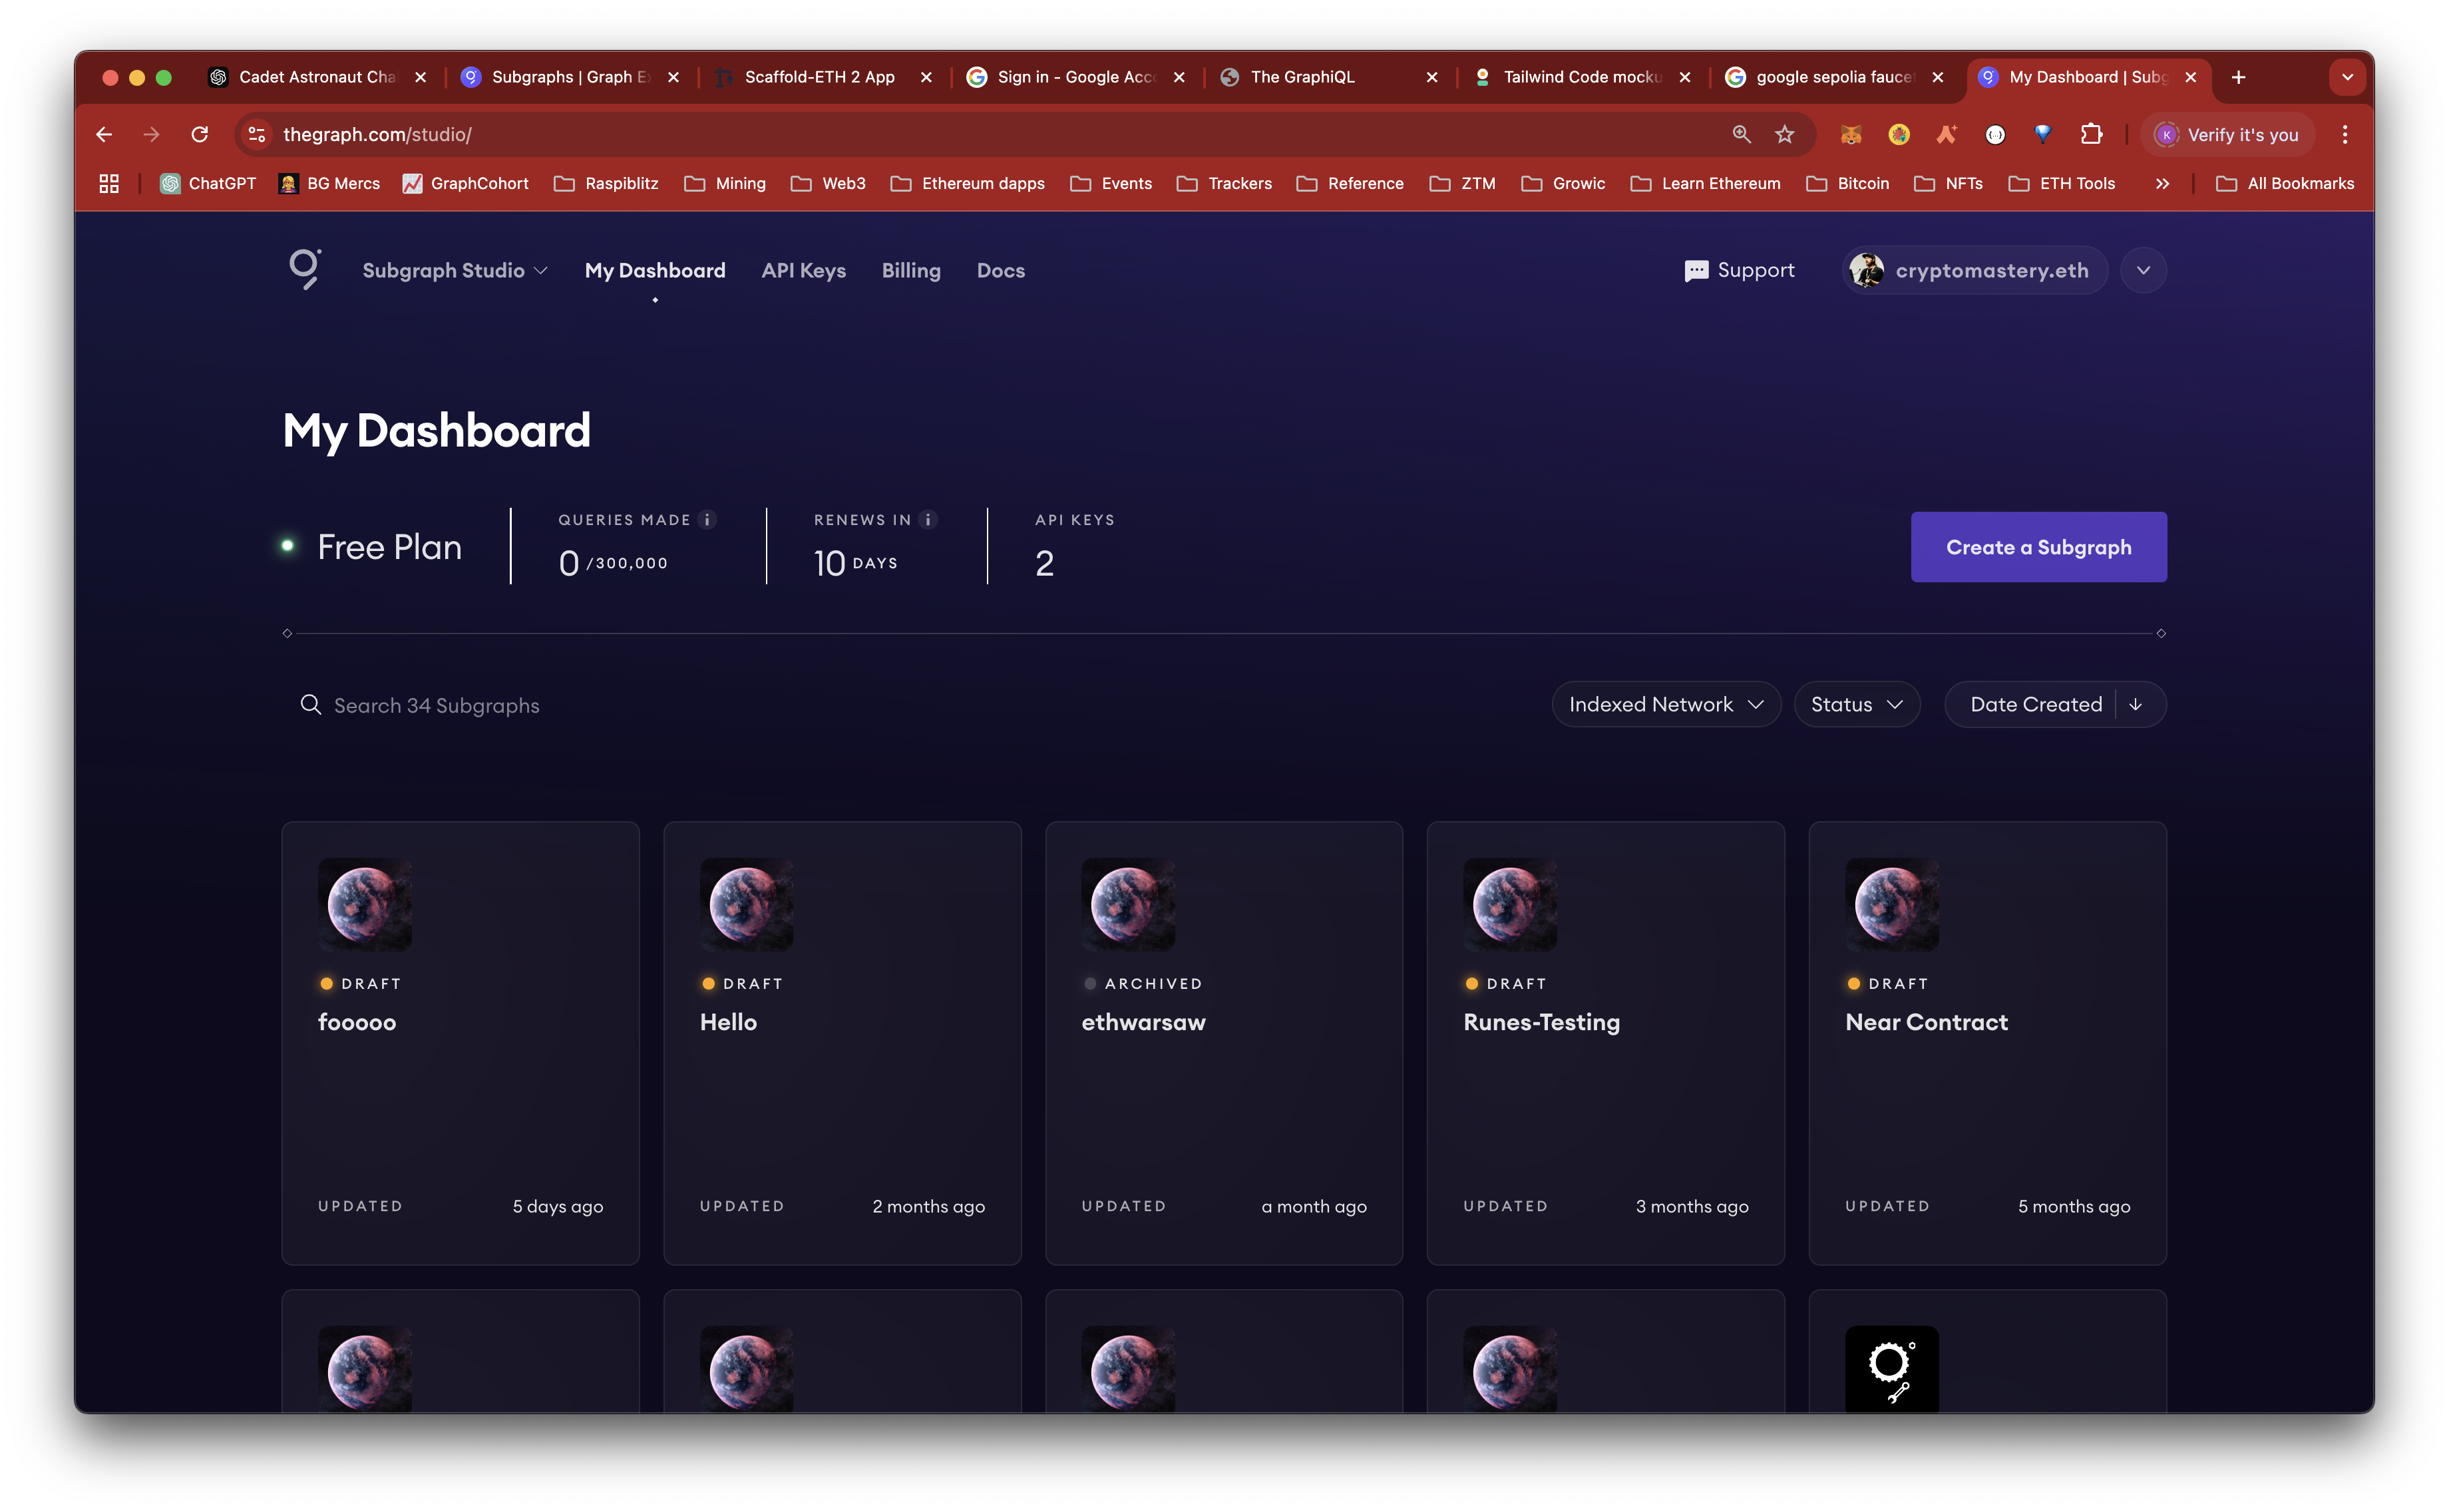 Cadet Astronaut Cha
Subgraphs | Graph E
Scaffold-ETH 2 App
Sign in - Google Acc
The GraphiQL
Tailwind Code mocku
google sepolia faucet
My Dashboard | Subg
thegraph.com/studio/
K
Verify it's you
ChatGPT
BG Mercs
GraphCohort
Raspiblitz
Mining
Web3
Ethereum dapps
Events
Trackers
Reference
ZTM
Growic
Learn Ethereum
Bitcoin
NFTs
ETH Tools
All Bookmarks
Subgraph Studio
My Dashboard
API Keys
Billing
Docs
Support
cryptomastery.eth
My Dashboard
Free Plan
QUERIES MADE
0 /300,000
RENEWS IN
10 DAYS
API KEYS
2
Create a Subgraph
Search 34 Subgraphs
Indexed Network
Status
Date Created
DRAFT
fooooo
UPDATED
5 days ago
DRAFT
Hello
UPDATED
2 months ago
ARCHIVED
ethwarsaw
UPDATED
a month ago
DRAFT
Runes-Testing
UPDATED
3 months ago
DRAFT
Near Contract
UPDATED
5 months ago